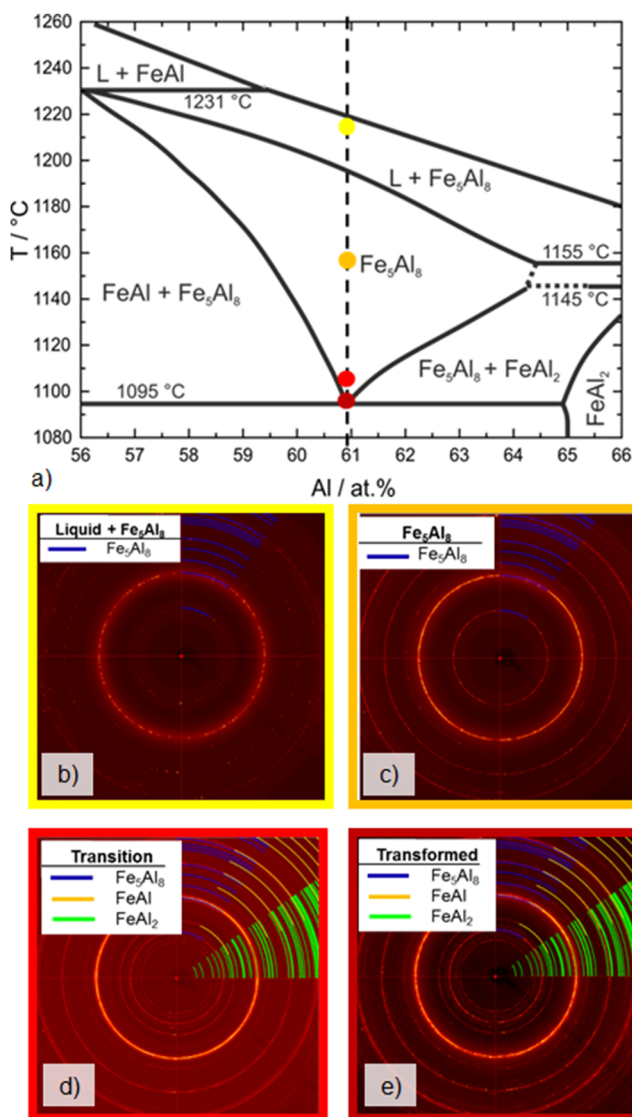 1260
1240
1220
1200
1180
1160
1140
1120
1100
1080
T / °C
L + FeAl
1231 °C
L + Fe₅Al₈
1155 °C
Fe₅Al₈
1145 °C
FeAl + Fe₅Al₈
Fe₅Al₈ + FeAl₂
1095 °C
FeAl₂
56 57 58 59 60 61 62 63 64 65 66
Al / at.%
a)
Liquid + Fe₅Al₈
Fe₅Al₈
b)
Fe₅Al₈
Fe₅Al₈
c)
Transition
Fe₅Al₈
FeAl
FeAl₂
d)
Transformed
Fe₅Al₈
FeAl
FeAl₂
e)